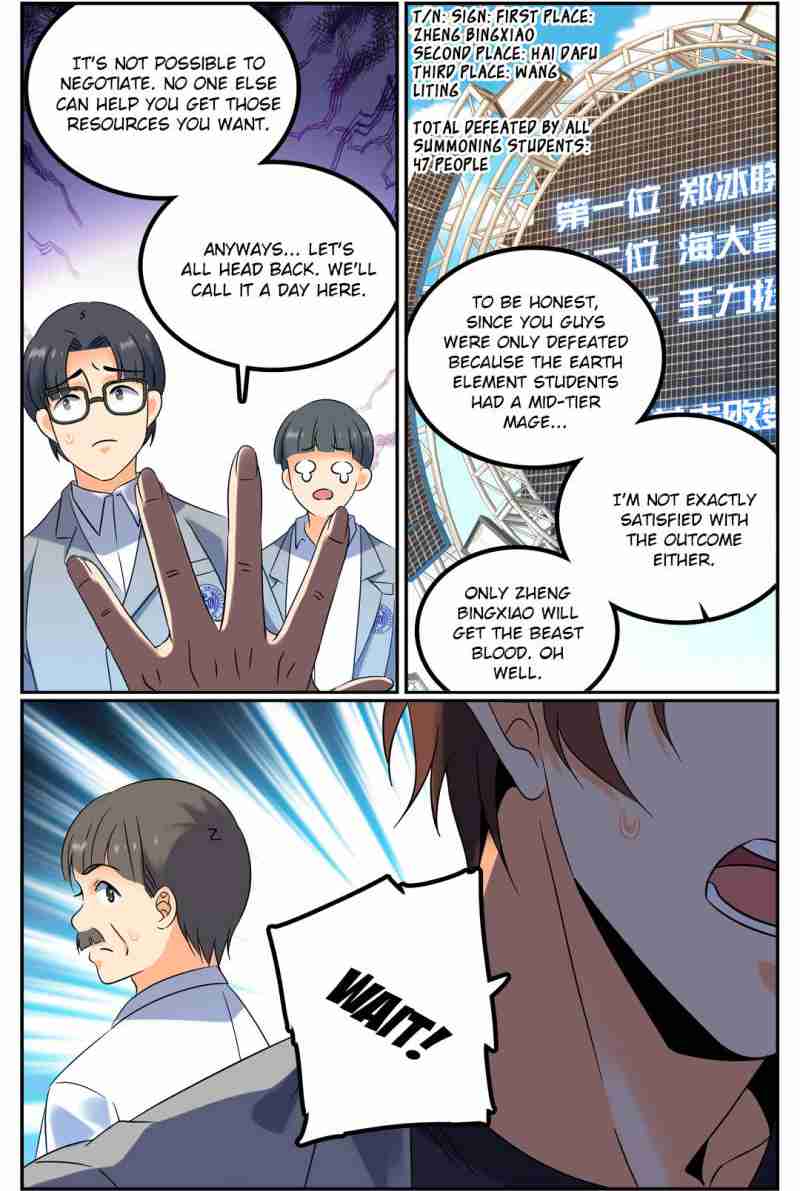 IT'S NOT POSSIBLE TO
NEGOTIATE. NO ONE ELSE
CAN HELP YOU GET THOSE
RESOURCES YOU WANT.
ANYWAYS... LET'S
ALL HEAD BACK. WE'LL
CALL IT A DAY HERE.
T/N: SIGN: FIRST PLACE:
ZHENG BINGXIAO
SECOND PLACE: HAI DAFU
THIRD PLACE: WANG
LITING
TOTAL DEFEATED BY ALL
SUMMONING STUDENTS:
47 PEOPLE
第一位 郑冰晓
二位 海大富
王力挺
败数
TO BE HONEST,
SINCE YOU GUYS
WERE ONLY DEFEATED
BECAUSE THE EARTH
ELEMENT STUDENTS
HAD A MID-TIER
MAGE...
I'M NOT EXACTLY
SATISFIED WITH
THE OUTCOME
EITHER.
ONLY ZHENG
BINGXIAO WILL
GET THE BEAST
BLOOD. OH
WELL.
WAIT!